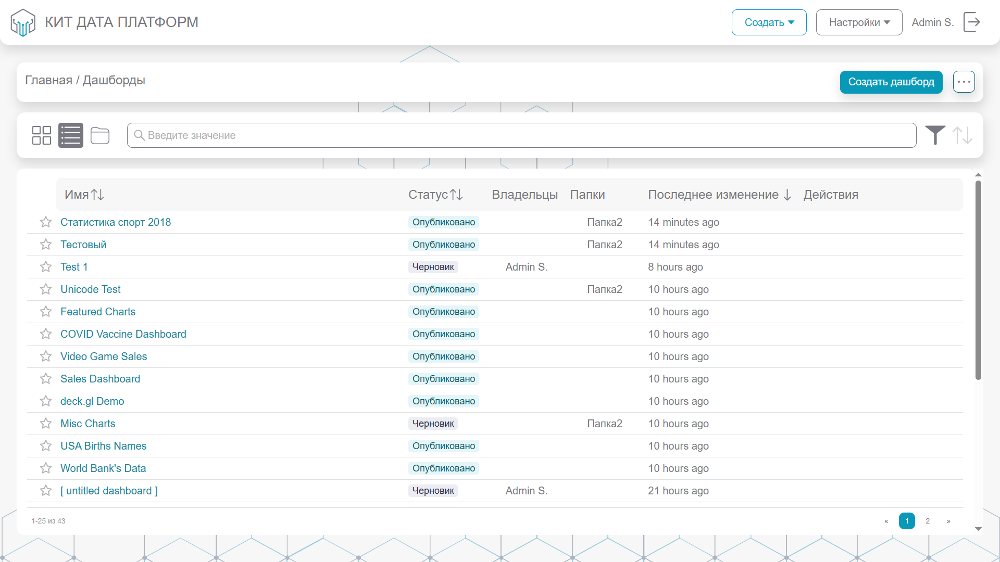 КИТ ДАТА ПЛАТФОРМ
Создать
Настройки
Admin S.
Главная / Дашборды
Создать дашборд
...
Введите значение
Имя Статус Владельцы Папки Последнее изменение Действия
Статистика спорт 2018 Опубликовано Папка2 14 minutes ago
Тестовый Опубликовано Папка2 14 minutes ago
Test 1 Черновик Admin S. 8 hours ago
Unicode Test Опубликовано Папка2 10 hours ago
Featured Charts Опубликовано 10 hours ago
COVID Vaccine Dashboard Опубликовано 10 hours ago
Video Game Sales Опубликовано 10 hours ago
Sales Dashboard Опубликовано 10 hours ago
deck.gl Demo Опубликовано 10 hours ago
Misc Charts Черновик Папка2 10 hours ago
USA Births Names Опубликовано 10 hours ago
World Bank's Data Опубликовано 10 hours ago
[ untitled dashboard ] Черновик Admin S. 21 hours ago
1-25 из 43 « 1 2 »